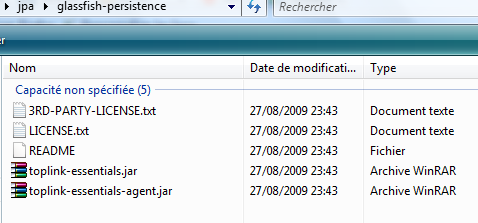 jpa glassfish-persistence Rechercher
er
Nom Date de modificati... Type
Capacité non spécifiée (5)
3RD-PARTY-LICENSE.txt 27/08/2009 23:43 Document texte
LICENSE.txt 27/08/2009 23:43 Document texte
README 27/08/2009 23:43 Fichier
toplink-essentials.jar 27/08/2009 23:43 Archive WinRAR
toplink-essentials-agent.jar 27/08/2009 23:43 Archive WinRAR